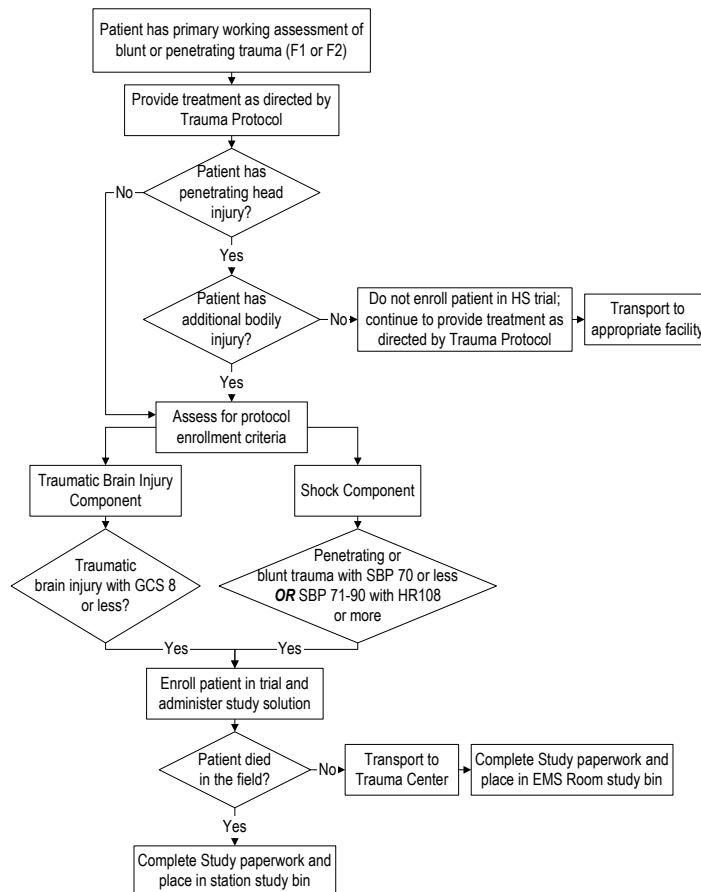 Patient has primary working assessment of
blunt or penetrating trauma (F1 or F2)
Provide treatment as directed by
Trauma Protocol
Patient has
penetrating head
injury?
No
Yes
Patient has
additional bodily
injury?
No
Do not enroll patient in HS trial;
continue to provide treatment as
directed by Trauma Protocol
Transport to
appropriate facility
Yes
Assess for protocol
enrollment criteria
Traumatic Brain Injury
Component
Shock Component
Traumatic
brain injury with GCS 8
or less?
Penetrating or
blunt trauma with SBP 70 or less
OR SBP 71-90 with HR108
or more
Yes
Yes
Enroll patient in trial and
administer study solution
Patient died
in the field?
No
Transport to
Trauma Center
Complete Study paperwork and
place in EMS Room study bin
Yes
Complete Study paperwork and
place in station study bin